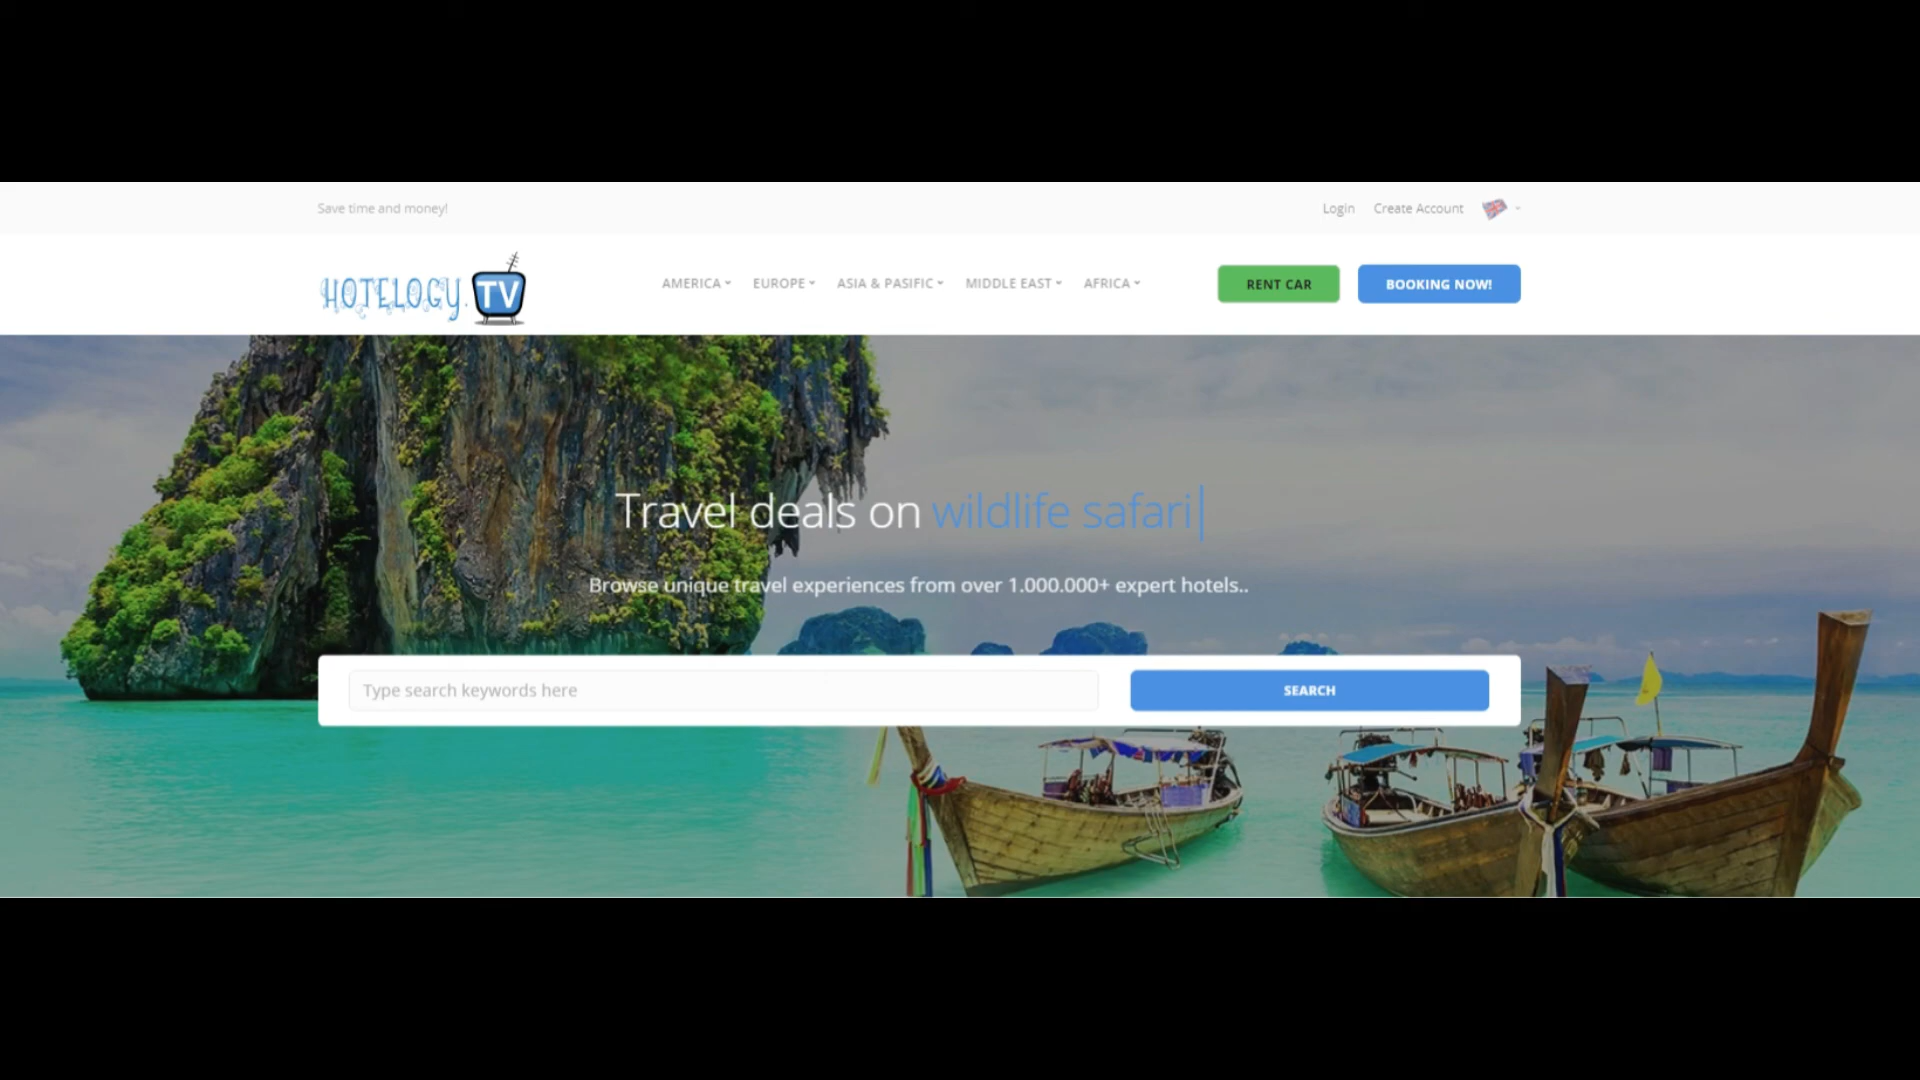 Save time and money!
Login
Create Account
HOTELOGY.TV
AMERICA
EUROPE
ASIA & PASIFIC
MIDDLE EAST
AFRICA
RENT CAR
BOOKING NOW!
Travel deals on wildlife safari
Browse unique travel experiences from over 1.000.000+ expert hotels..
Type search keywords here
SEARCH